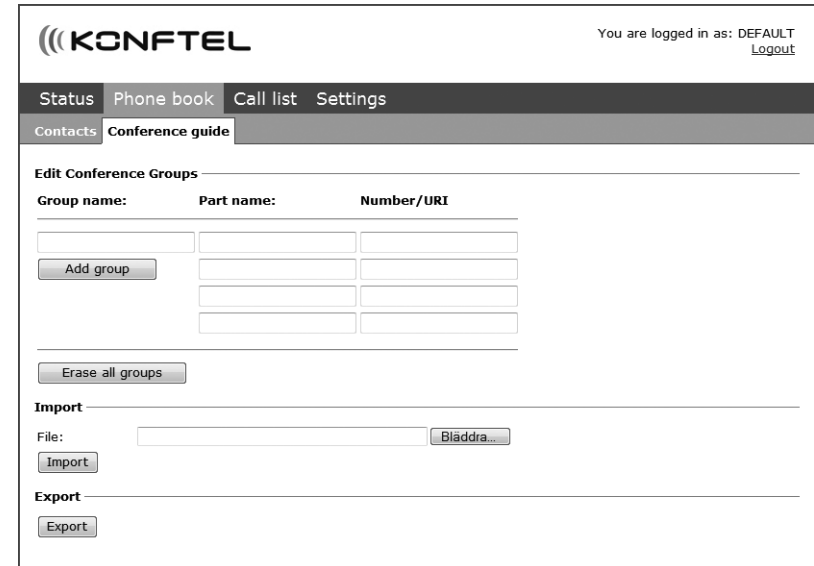 KONFTEL
You are logged in as: DEFAULT
Logout
Status Phone book Call list Settings
Contacts Conference guide
Edit Conference Groups
Group name: Part name: Number/URI
Add group
Erase all groups
Import
File: Bläddra...
Import
Export
Export